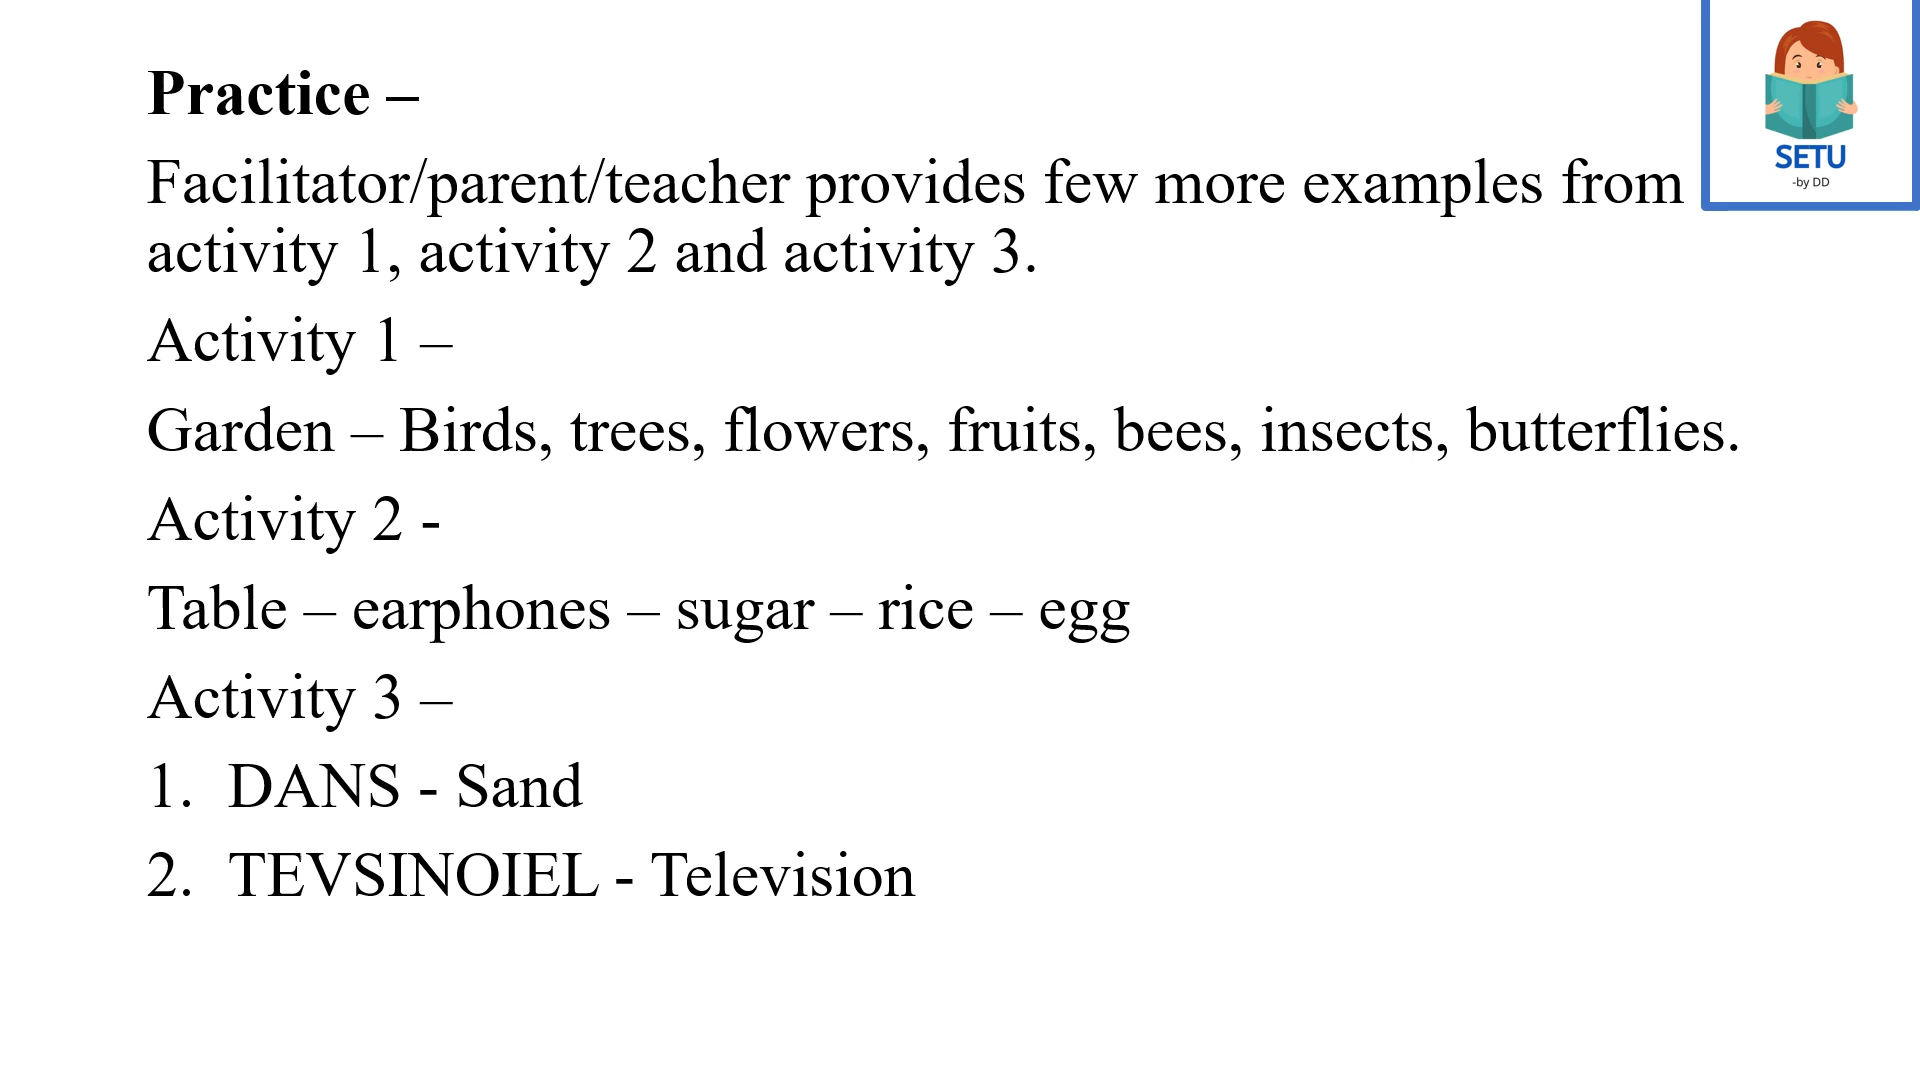 Practice –
Facilitator/parent/teacher provides few more examples from
activity 1, activity 2 and activity 3.
Activity 1 –
Garden – Birds, trees, flowers, fruits, bees, insects, butterflies.
Activity 2 -
Table – earphones – sugar – rice – egg
Activity 3 –
1. DANS - Sand
2. TEVSINOIEL - Television
SETU
-by DD